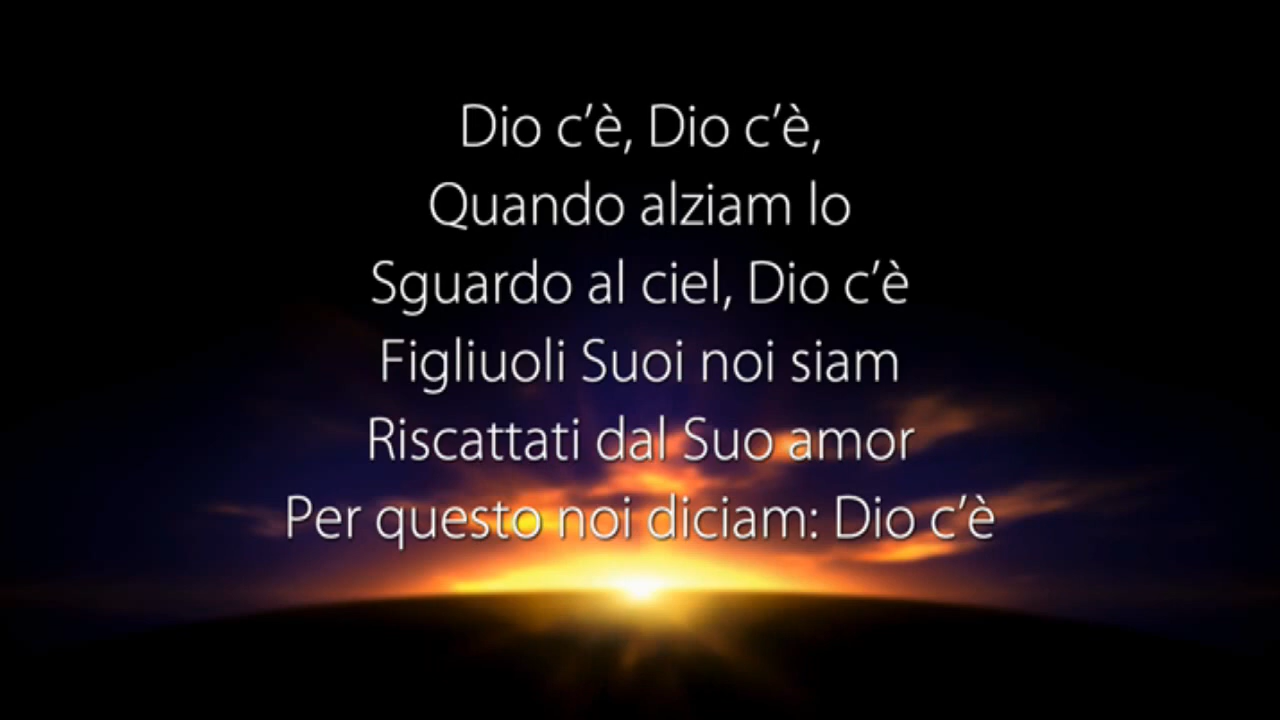 Dio c’è, Dio c’è,
Quando alziam lo
Sguardo al ciel, Dio c’è
Figliuoli Suoi noi siam
Riscattati dal Suo amor
Per questo noi diciam: Dio c’è